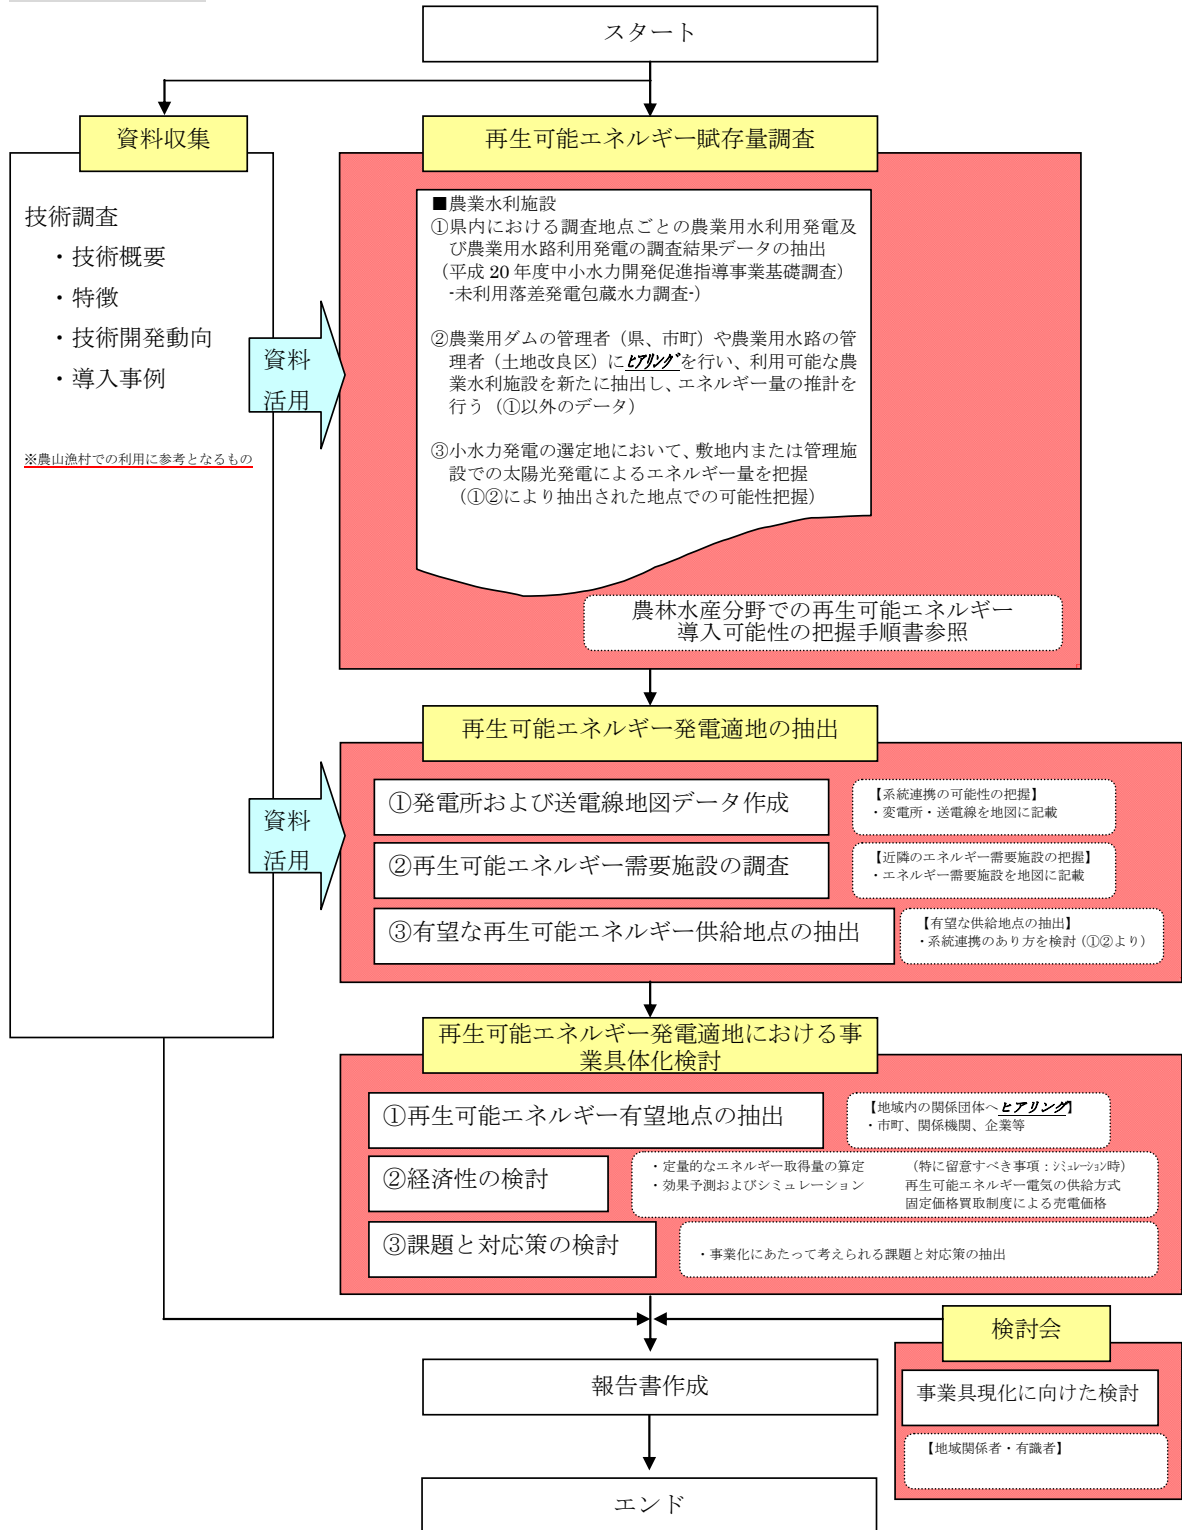 スタート
資料収集
技術調査
・技術概要
・特徴
・技術開発動向
・導入事例
※農山漁村での利用に参考となるもの
資料
活用
再生可能エネルギー賦存量調査
■農業水利施設
①県内における調査地点ごとの農業用水利用発電及
び農業用水路利用発電の調査結果データの抽出
（平成 20 年度中小水力開発促進指導事業基礎調査）
-未利用落差発電包蔵水力調査-）
②農業用ダムの管理者（県、市町）や農業用水路の管
理者（土地改良区）にﾋｱﾘﾝｸﾞを行い、利用可能な農
業水利施設を新たに抽出し、エネルギー量の推計を
行う（①以外のデータ）
③小水力発電の選定地において、敷地内または管理施
設での太陽光発電によるエネルギー量を把握
（①②により抽出された地点での可能性把握）
農林水産分野での再生可能エネルギー
導入可能性の把握手順書参照
再生可能エネルギー発電適地の抽出
資料
活用
①発電所および送電線地図データ作成
【系統連携の可能性の把握】
・変電所・送電線を地図に記載
②再生可能エネルギー需要施設の調査
【近隣のエネルギー需要施設の把握】
・エネルギー需要施設を地図に記載
③有望な再生可能エネルギー供給地点の抽出
【有望な供給地点の抽出】
・系統連携のあり方を検討（①②より）
再生可能エネルギー発電適地における事
業具体化検討
①再生可能エネルギー有望地点の抽出
【地域内の関係団体へヒアリング】
・市町、関係機関、企業等
②経済性の検討
・定量的なエネルギー取得量の算定
・効果予測およびシミュレーション
（特に留意すべき事項：ｼﾐｭﾚｰｼｮﾝ時）
再生可能エネルギー電気の供給方式
固定価格買取制度による売電価格
③課題と対応策の検討
・事業化にあたって考えられる課題と対応策の抽出
検討会
事業具現化に向けた検討
【地域関係者・有識者】
報告書作成
エンド